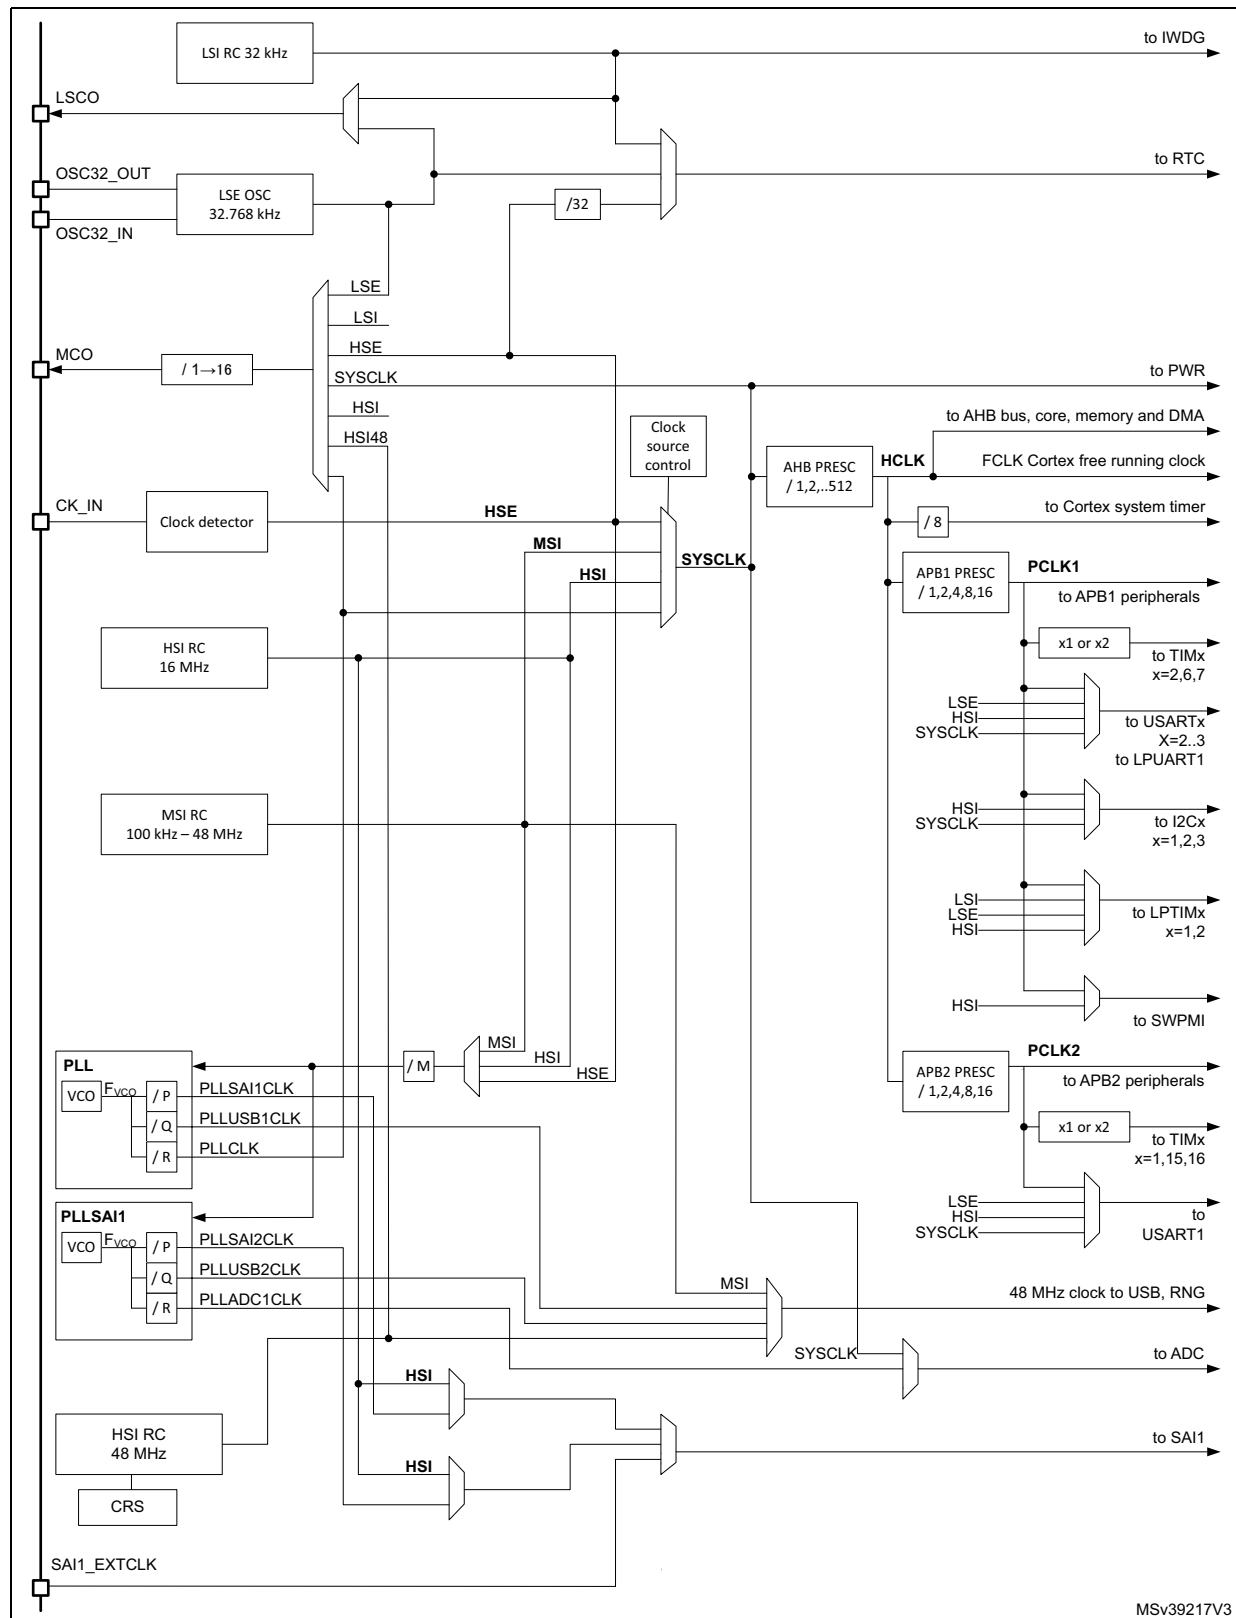 LSI RC 32 kHz
to IWDG
LSCO
OSC32_OUT
to RTC
LSE OSC
32.768 kHz
/32
OSC32_IN
LSE
LSI
HSE
MCO
/ 1→16
SYSCLK
to PWR
HSI
HSI48
Clock
source
control
to AHB bus, core, memory and DMA
AHB PRESC
/ 1,2,..512
HCLK
FCLK Cortex free running clock
CK_IN
Clock detector
HSE
to Cortex system timer
/ 8
MSI
SYSCLK
HSI
APB1 PRESC
/ 1,2,4,8,16
PCLK1
to APB1 peripherals
HSI RC
16 MHz
x1 or x2
to TIMx
x=2,6,7
LSE
HSI
SYSCLK
to USARTx
X=2..3
to LPUART1
MSI RC
100 kHz – 48 MHz
HSI
SYSCLK
to I2Cx
x=1,2,3
LSI
LSE
HSI
to LPTIMx
x=1,2
HSI
to SWPMI
MSI
HSI
HSE
/ M
PLL
VCO
FVCO
/ P
PLLSAI1CLK
/ Q
PLLUSB1CLK
/ R
PLLCLK
APB2 PRESC
/ 1,2,4,8,16
PCLK2
to APB2 peripherals
x1 or x2
to TIMx
x=1,15,16
PLLSAI1
VCO
FVCO
/ P
PLLSAI2CLK
/ Q
PLLUSB2CLK
/ R
PLLADC1CLK
LSE
HSI
SYSCLK
to
USART1
MSI
48 MHz clock to USB, RNG
SYSCLK
to ADC
HSI
HSI RC
48 MHz
to SAI1
HSI
CRS
SAI1_EXTCLK
MSv39217V3